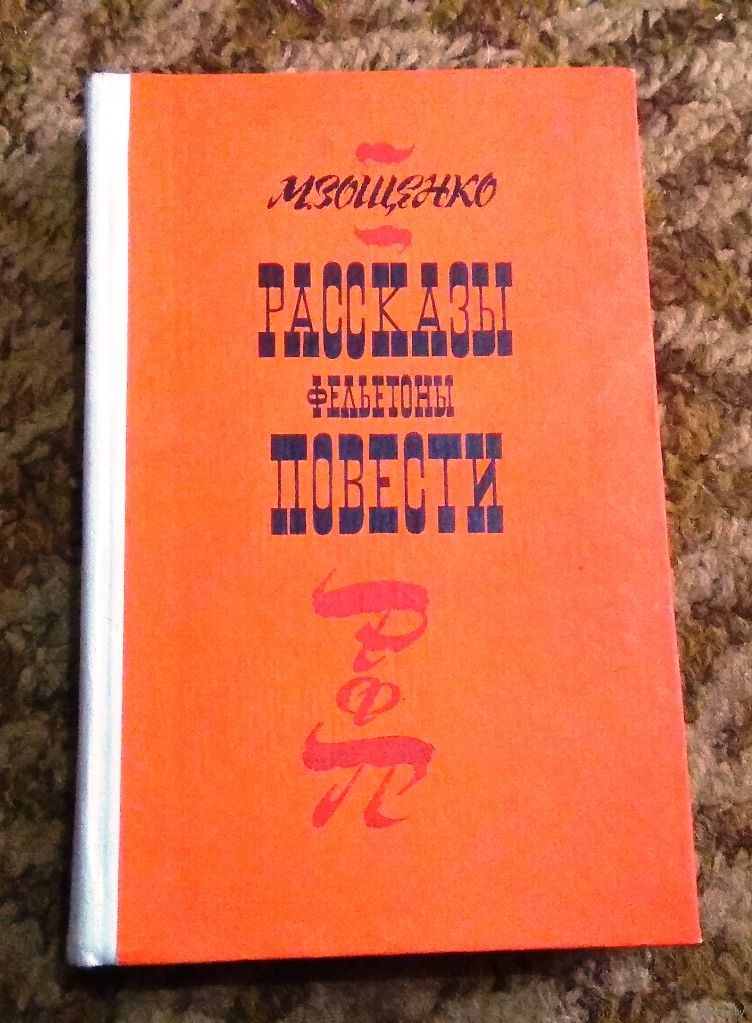 М.ЗОЩЕНКО
РАССКАЗЫ
ФЕЛЬЕТОНЫ
ПОВЕСТИ
Р
Ф
П